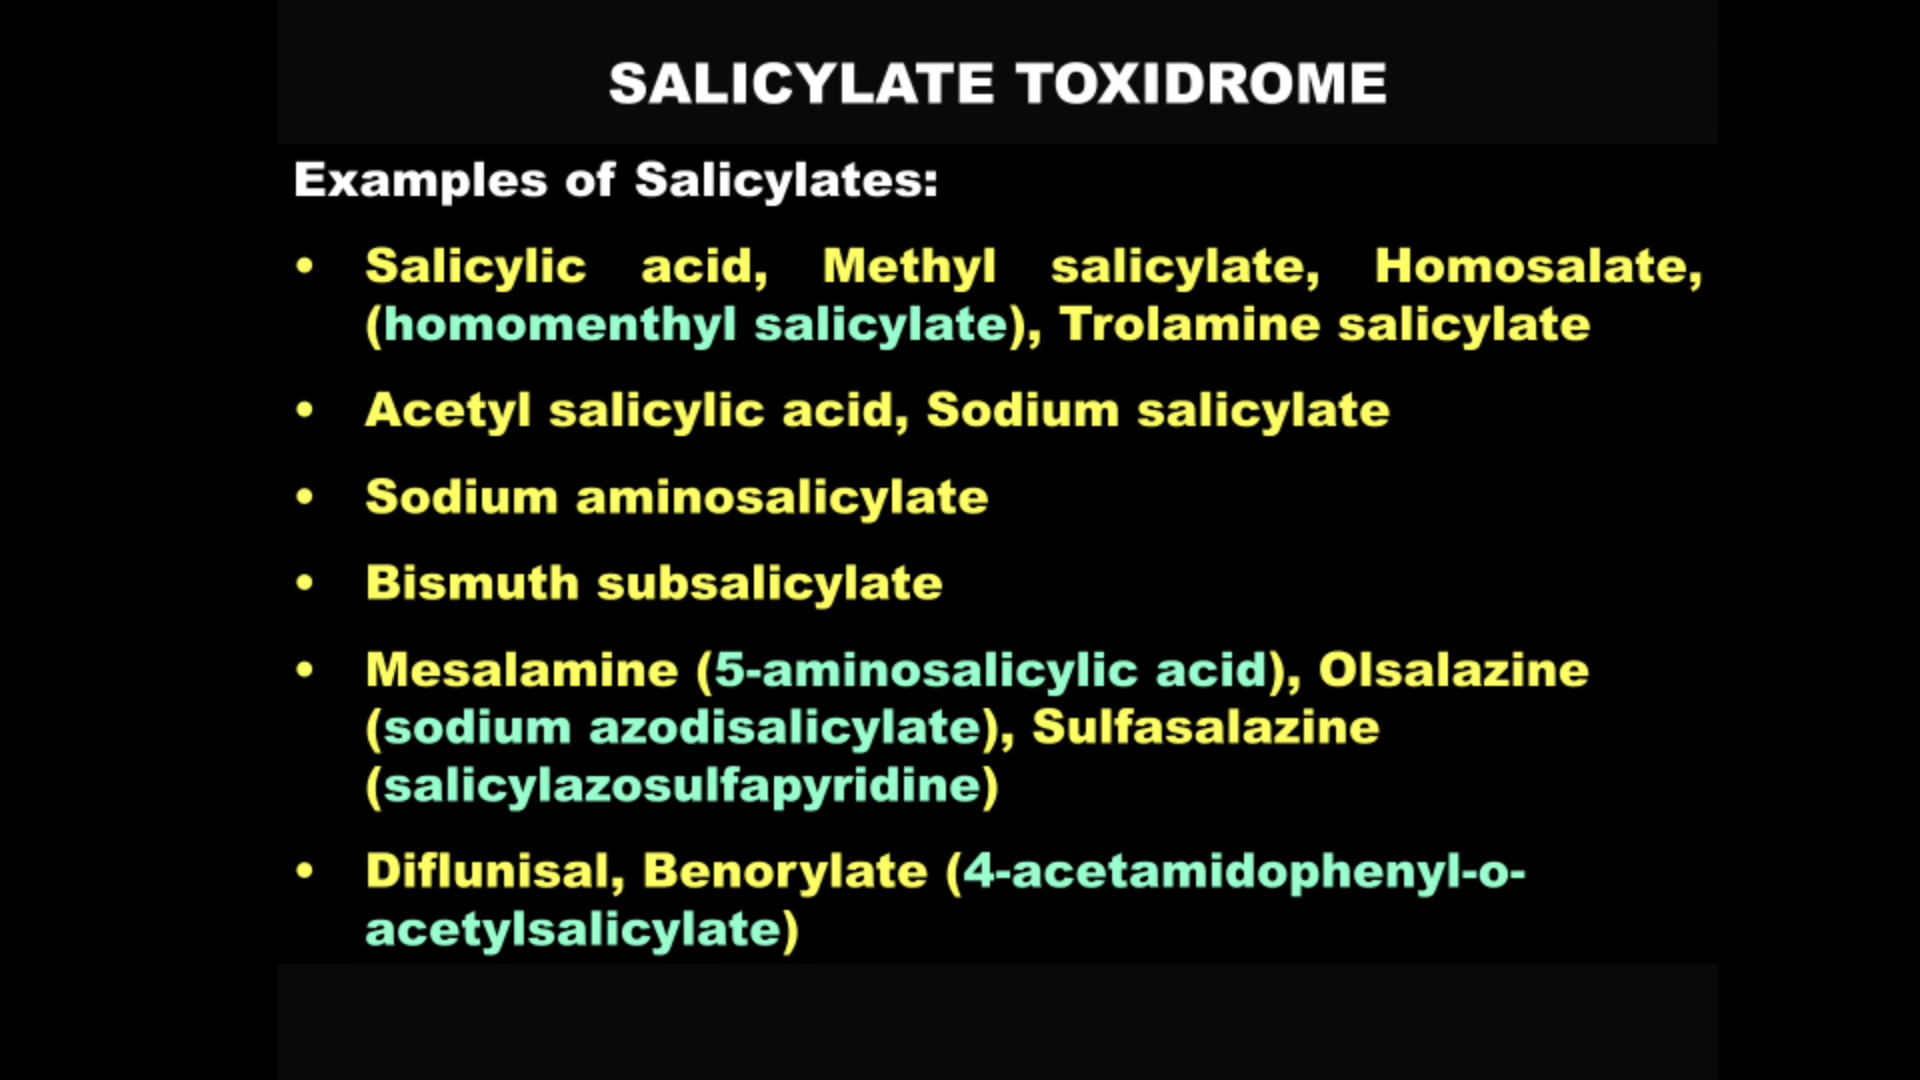 SALICYLATE TOXIDROME
Examples of Salicylates:
• Salicylic acid, Methyl salicylate, Homosalate,
(homomenthyl salicylate), Trolamine salicylate
• Acetyl salicylic acid, Sodium salicylate
• Sodium aminosalicylate
• Bismuth subsalicylate
• Mesalamine (5-aminosalicylic acid), Olsalazine
(sodium azodisalicylate), Sulfasalazine
(salicylazosulfapyridine)
• Diflunisal, Benorylate (4-acetamidophenyl-o-
acetylsalicylate)